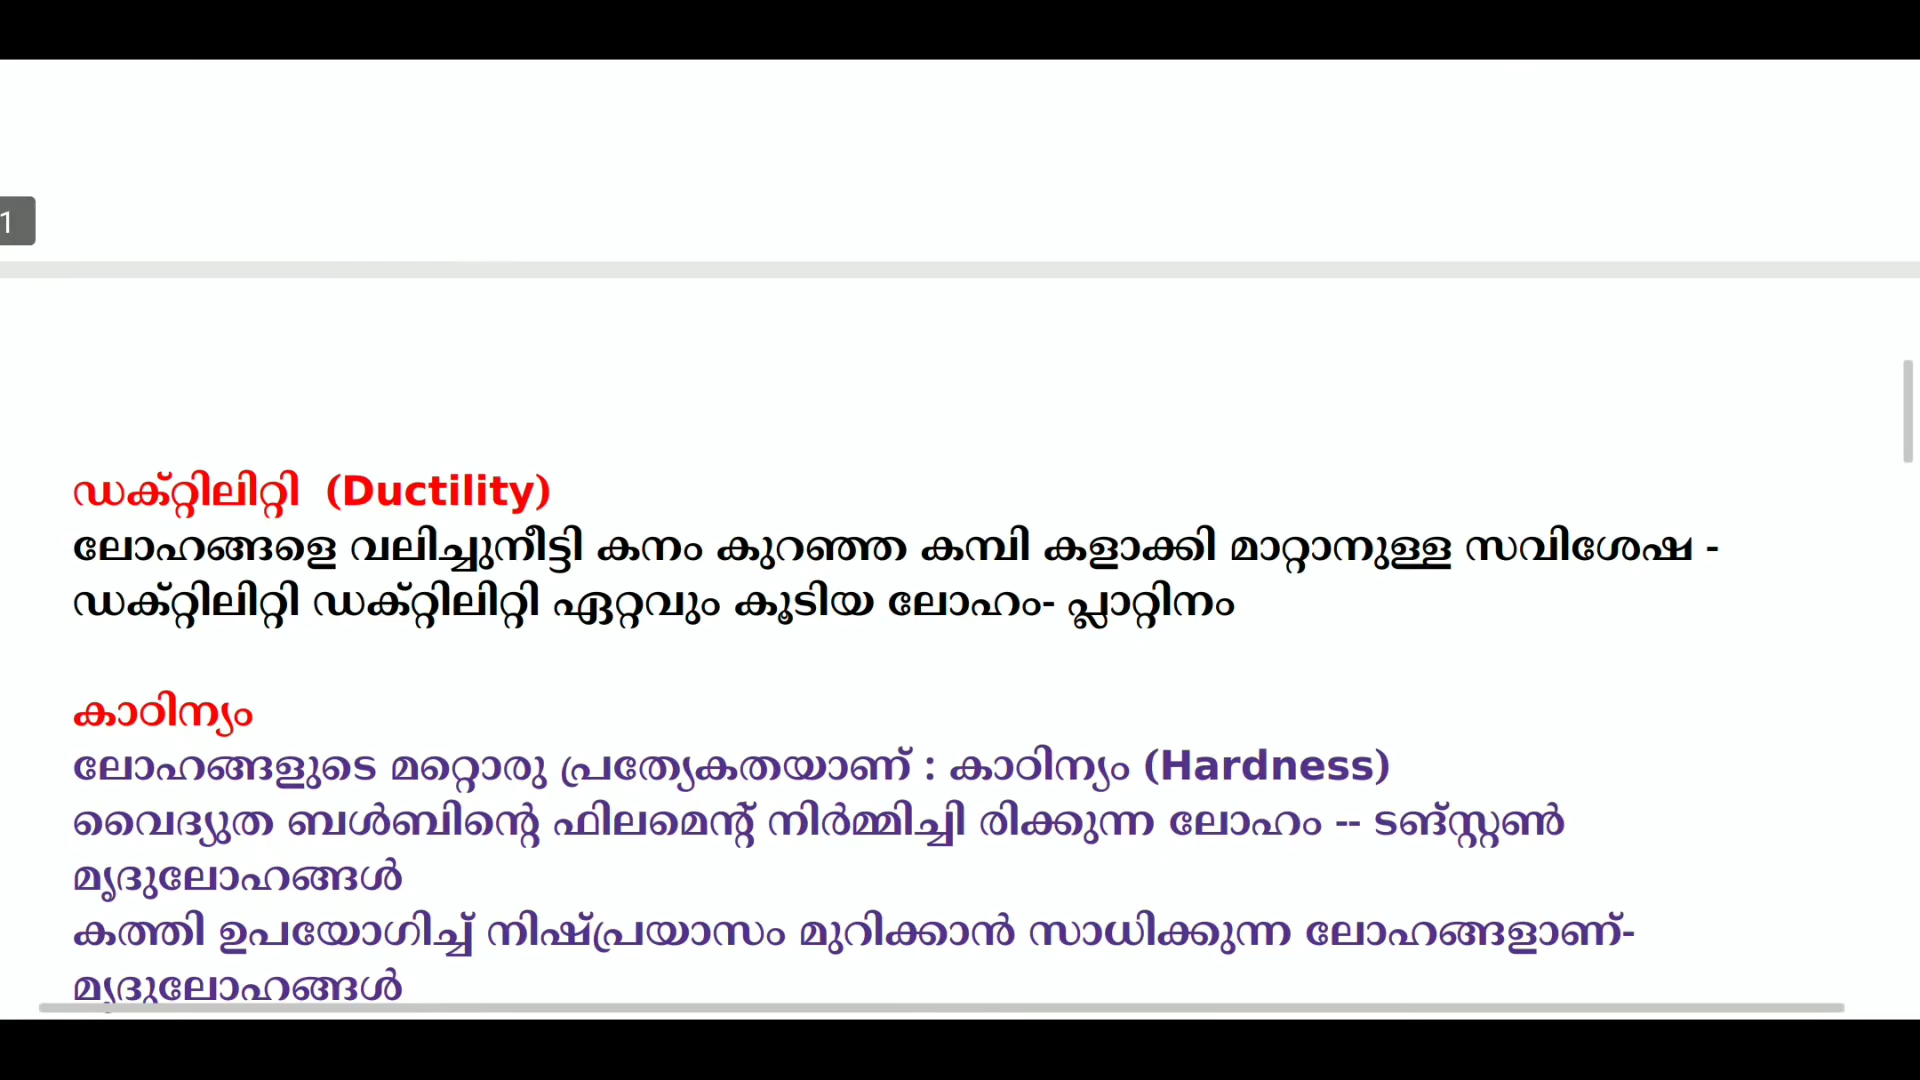 1
ഡക്റ്റിലിറ്റി (Ductility)
ലോഹങ്ങളെ വലിച്ചുനീട്ടി കനം കുറഞ്ഞ കമ്പി കളാക്കി മാറ്റാനുള്ള സവിശേഷ -
ഡക്റ്റിലിറ്റി ഡക്റ്റിലിറ്റി ഏറ്റവും കൂടിയ ലോഹം- പ്ലാറ്റിനം
കാഠിന്യം
ലോഹങ്ങളുടെ മറ്റൊരു പ്രത്യേകതയാണ് : കാഠിന്യം (Hardness)
വൈദ്യുത ബൾബിന്റെ ഫിലമെന്റ് നിർമ്മിച്ചി രിക്കുന്ന ലോഹം -- ടങ്സ്റ്റൺ
മൃദുലോഹങ്ങൾ
കത്തി ഉപയോഗിച്ച് നിഷ്പ്രയാസം മുറിക്കാൻ സാധിക്കുന്ന ലോഹങ്ങളാണ്-
മൃദുലോഹങ്ങൾ